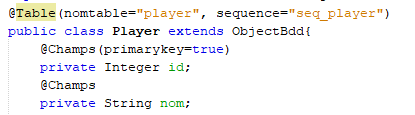 @Table(nomtable="player", sequence="seq_player")
public class Player extends ObjectBdd{
@Champs(primarykey=true)
private Integer id;
@Champs
private String nom;